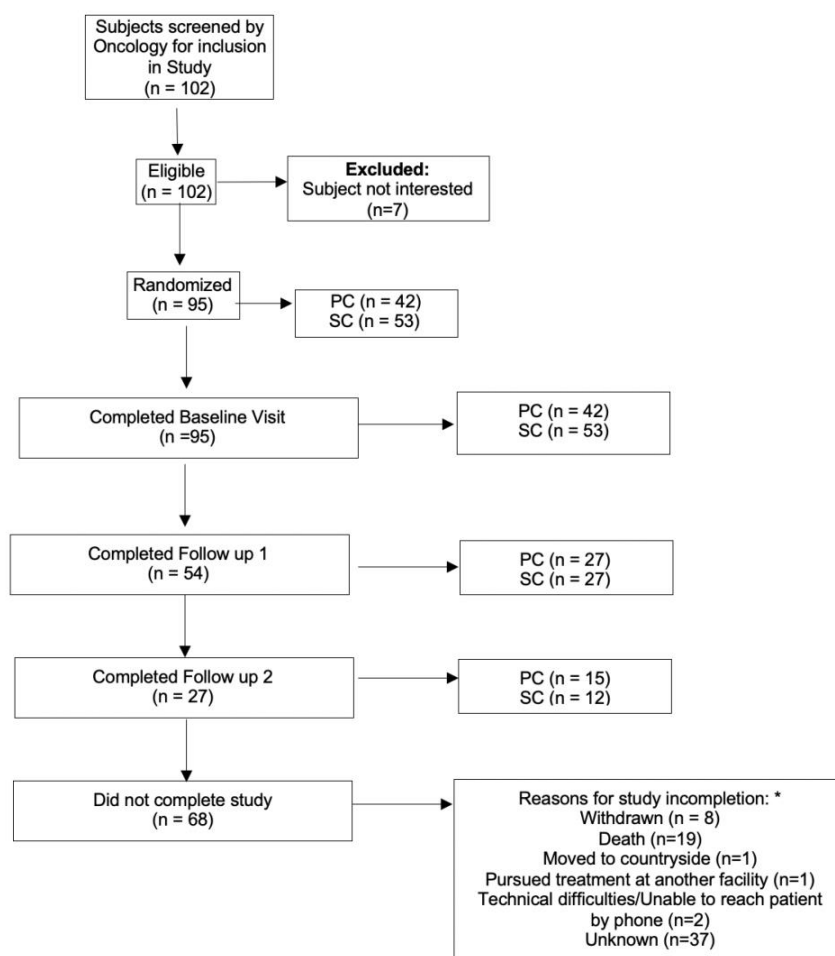 Subjects screened by
Oncology for inclusion
in Study
(n = 102)
Eligible
(n = 102)
Excluded:
Subject not interested
(n=7)
Randomized
(n = 95)
PC (n = 42)
SC (n = 53)
Completed Baseline Visit
(n =95)
PC (n = 42)
SC (n = 53)
Completed Follow up 1
(n = 54)
PC (n = 27)
SC (n = 27)
Completed Follow up 2
(n = 27)
PC (n = 15)
SC (n = 12)
Did not complete study
(n = 68)
Reasons for study incompletion: *
Withdrawn (n = 8)
Death (n=19)
Moved to countryside (n=1)
Pursued treatment at another facility (n=1)
Technical difficulties/Unable to reach patient
by phone (n=2)
Unknown (n=37)